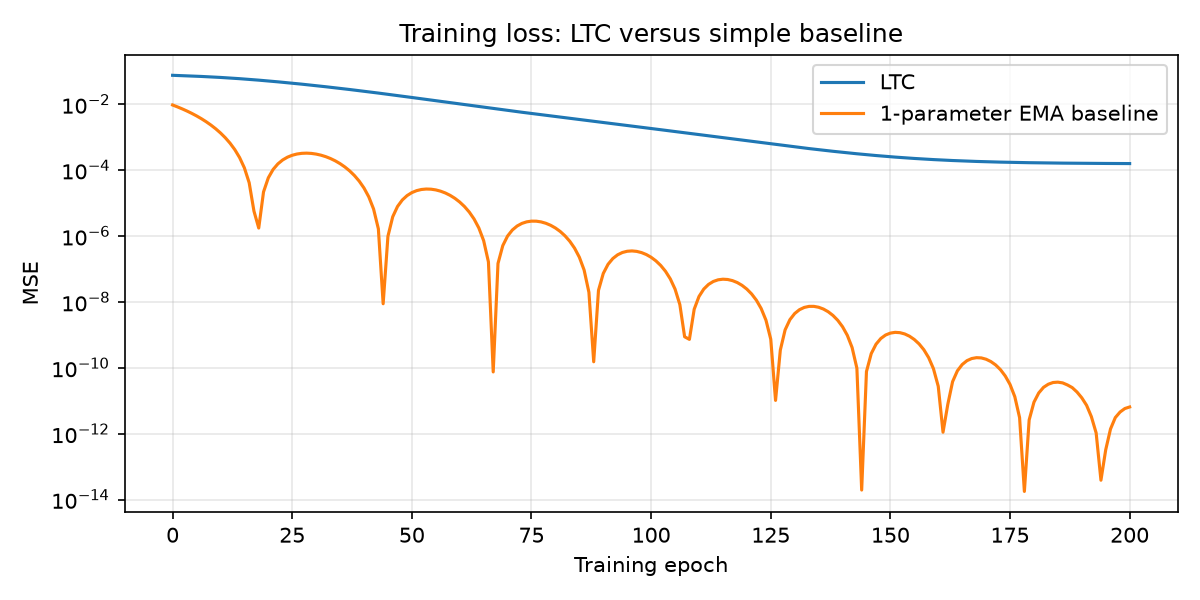 Training loss: LTC versus simple baseline
LTC
1-parameter EMA baseline
MSE
10⁻²
10⁻⁴
10⁻⁶
10⁻⁸
10⁻¹⁰
10⁻¹²
10⁻¹⁴
0 25 50 75 100 125 150 175 200
Training epoch